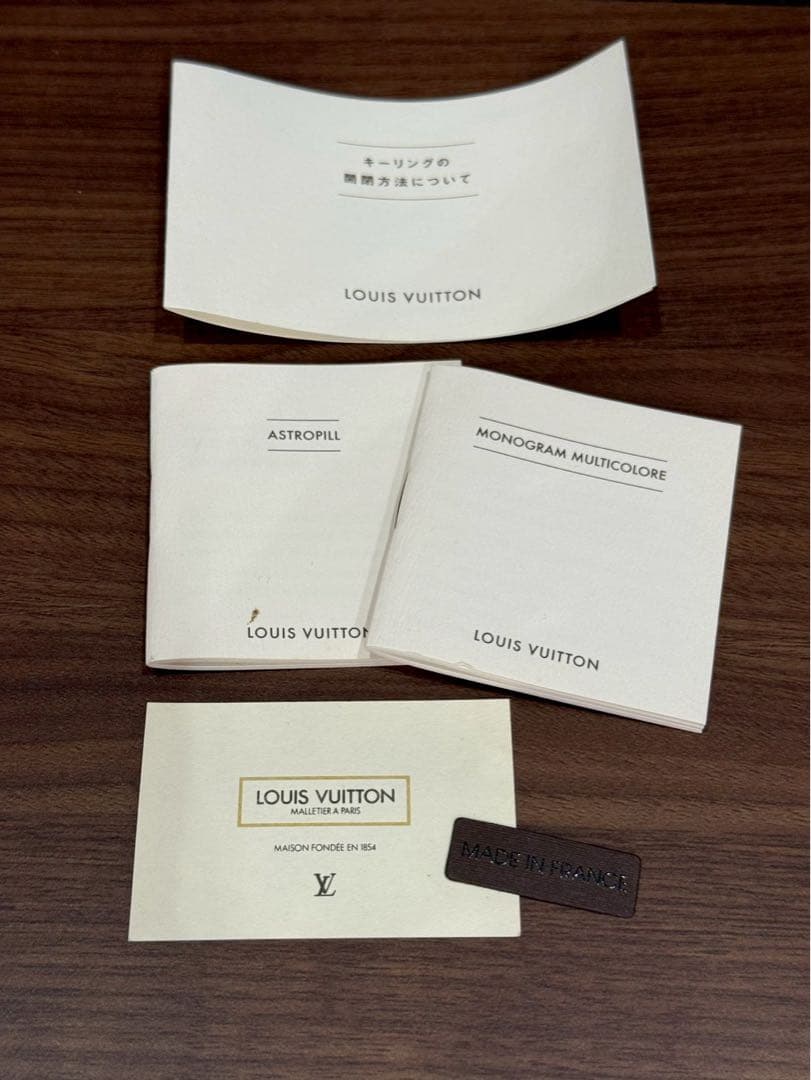 キーリングの
開閉方法について
LOUIS VUITTON
ASTROPILL
LOUIS VUITTON
MONOGRAM MULTICOLORE
LOUIS VUITTON
LOUIS VUITTON
MALLETIER A PARIS
MAISON FONDÉE EN 1854
LV
MADE IN FRANCE